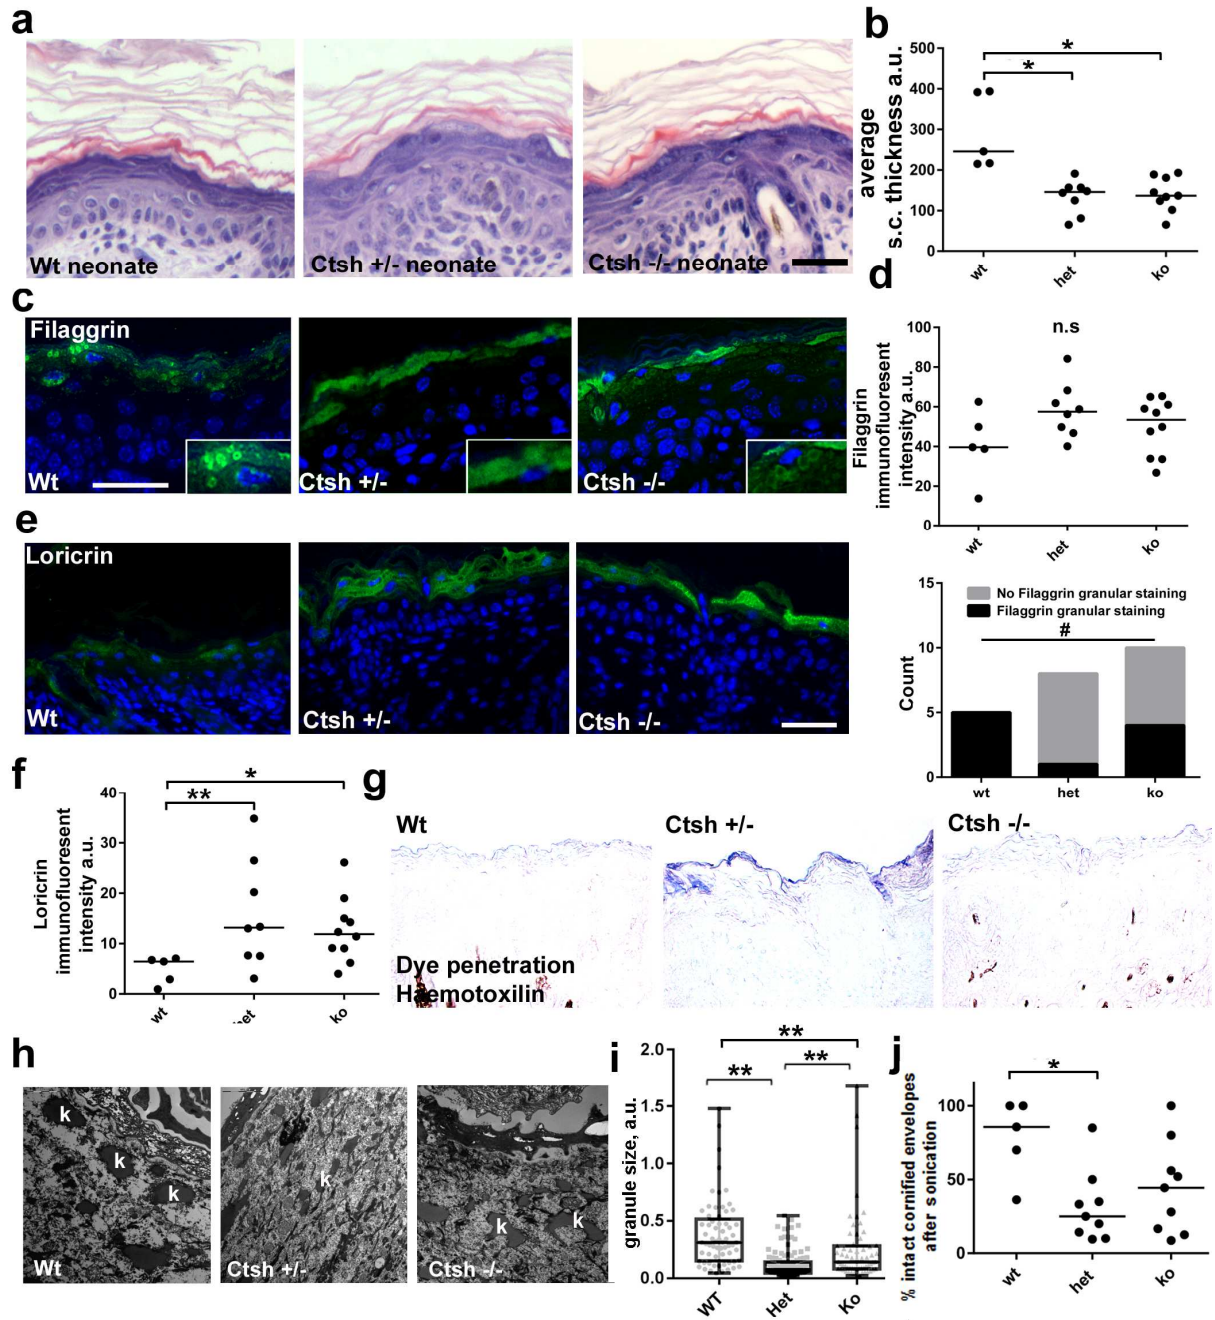 a
Wt neonate
Ctsh +/- neonate
Ctsh -/- neonate
b
average
s.c. thickness a.u.
500
400
300
200
100
0
*
*
wt
het
ko
c
Filaggrin
Wt
Ctsh +/-
Ctsh -/-
d
Filaggrin
immunofluoresent
intensity a.u.
100
80
60
40
20
0
n.s
wt
het
ko
e
Loricrin
Wt
Ctsh +/-
Ctsh -/-
Count
15
10
5
0
No Filaggrin granular staining
Filaggrin granular staining
#
wt
het
ko
f
Loricrin
immunofluoresent
intensity a.u.
40
30
20
10
0
*
**
wt
het
ko
g
Wt
Ctsh +/-
Ctsh -/-
Dye penetration
Haemotoxilin
h
k
k
k
Wt
k
Ctsh +/-
k
k
Ctsh -/-
i
granule size, a.u.
2.0
1.5
1.0
0.5
0.0
**
**
**
WT
Het
Ko
j
% intact cornified envelopes
after sonication
100
50
0
*
wt
het
ko